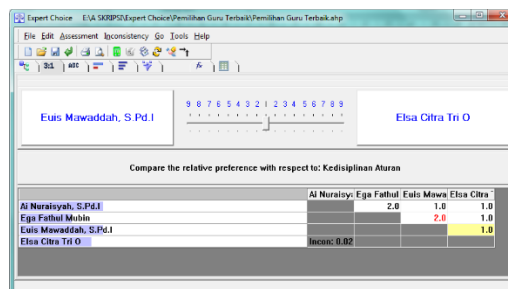 Expert Choice E:\A SKRIPSI\Expert Choice\Pemilihan Guru Terbaik\Pemilihan Guru Terbaik.ahp
File Edit Assessment Inconsistency Go Tools Help
3:1 ABC
9 8 7 6 5 4 3 2 1 2 3 4 5 6 7 8 9
Euis Mawaddah, S.Pd.I Elsa Citra Tri O
Compare the relative preference with respect to: Kedisiplinan Aturan
Ai Nuraisy Ega Fathul Euis Mawa Elsa Citra
Ai Nuraisyah, S.Pd.I 2.0 1.0 1.0
Ega Fathul Mubin 2.0 1.0
Euis Mawaddah, S.Pd.I 1.0
Elsa Citra Tri O Incon: 0.02